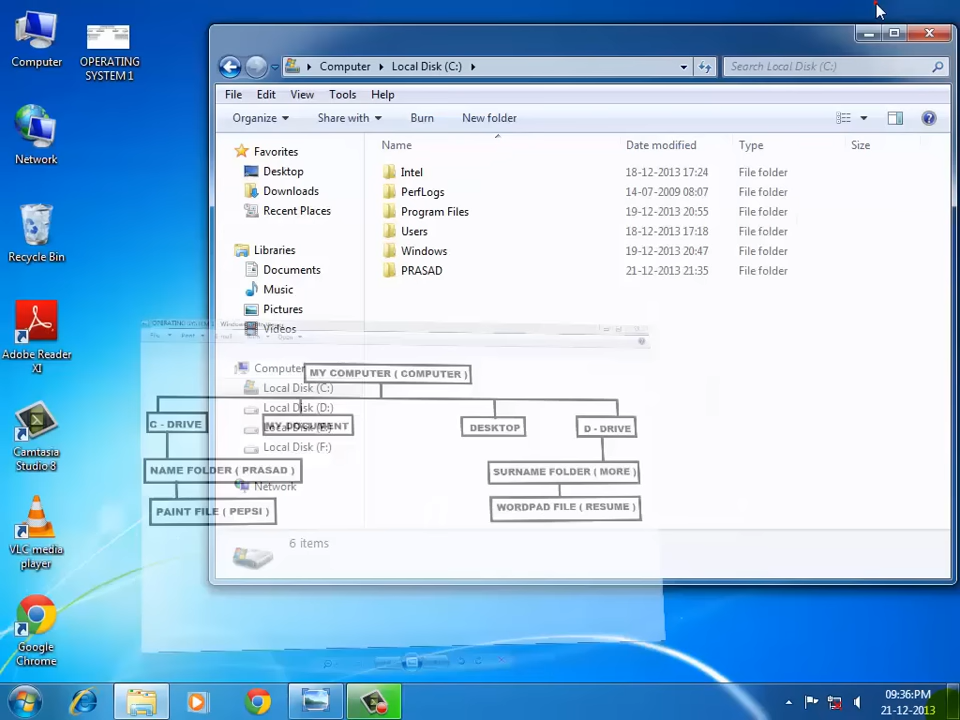 Computer
OPERATING
SYSTEM 1
Network
Recycle Bin
Adobe Reader
XI
Camtasia
Studio 8
VLC media
player
Google
Chrome
Computer Local Disk (C:)
Search Local Disk (C:)
File Edit View Tools Help
Organize Share with Burn New folder
Favorites
Desktop
Downloads
Recent Places
Libraries
Documents
Music
Pictures
Videos
Computer
Local Disk (C:)
Local Disk (D:)
Local Disk (F:)
Network
Name Date modified Type Size
Intel 18-12-2013 17:24 File folder
PerfLogs 14-07-2009 08:07 File folder
Program Files 19-12-2013 20:55 File folder
Users 18-12-2013 17:18 File folder
Windows 19-12-2013 20:47 File folder
PRASAD 21-12-2013 21:35 File folder
6 items
MY COMPUTER ( COMPUTER )
C - DRIVE MY DOCUMENT DESKTOP D - DRIVE
NAME FOLDER ( PRASAD ) SURNAME FOLDER ( MORE )
PAINT FILE ( PEPSI ) WORDPAD FILE ( RESUME )
09:36 PM
21-12-2013